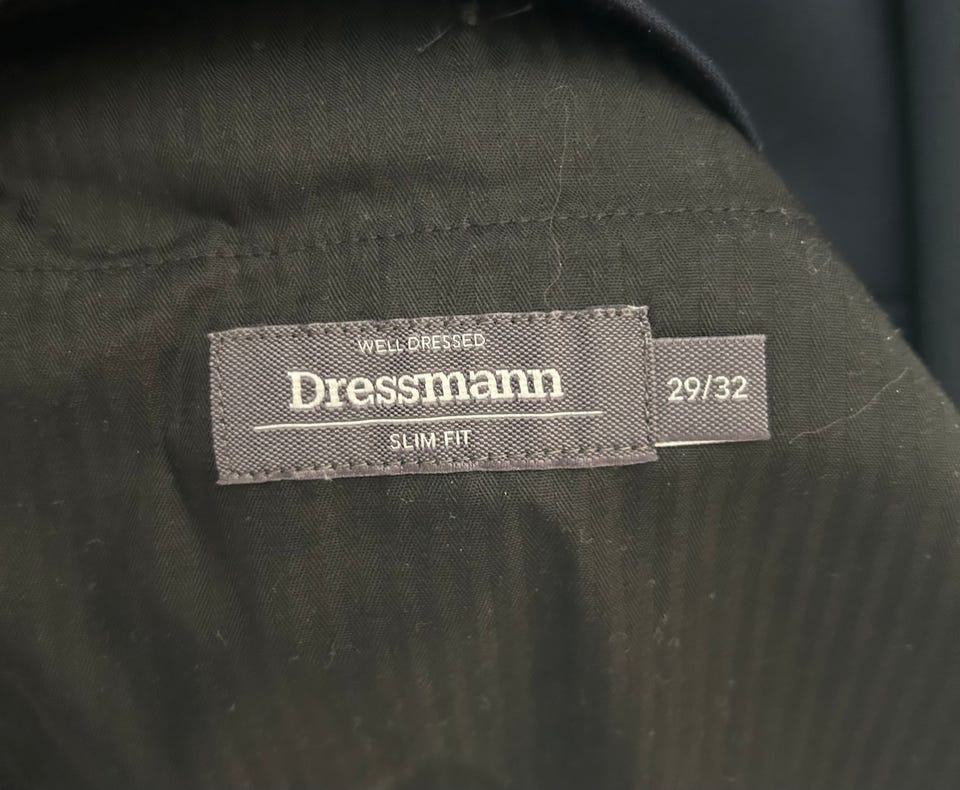 WELL DRESSED
Dressmann
SLIM FIT
29/32